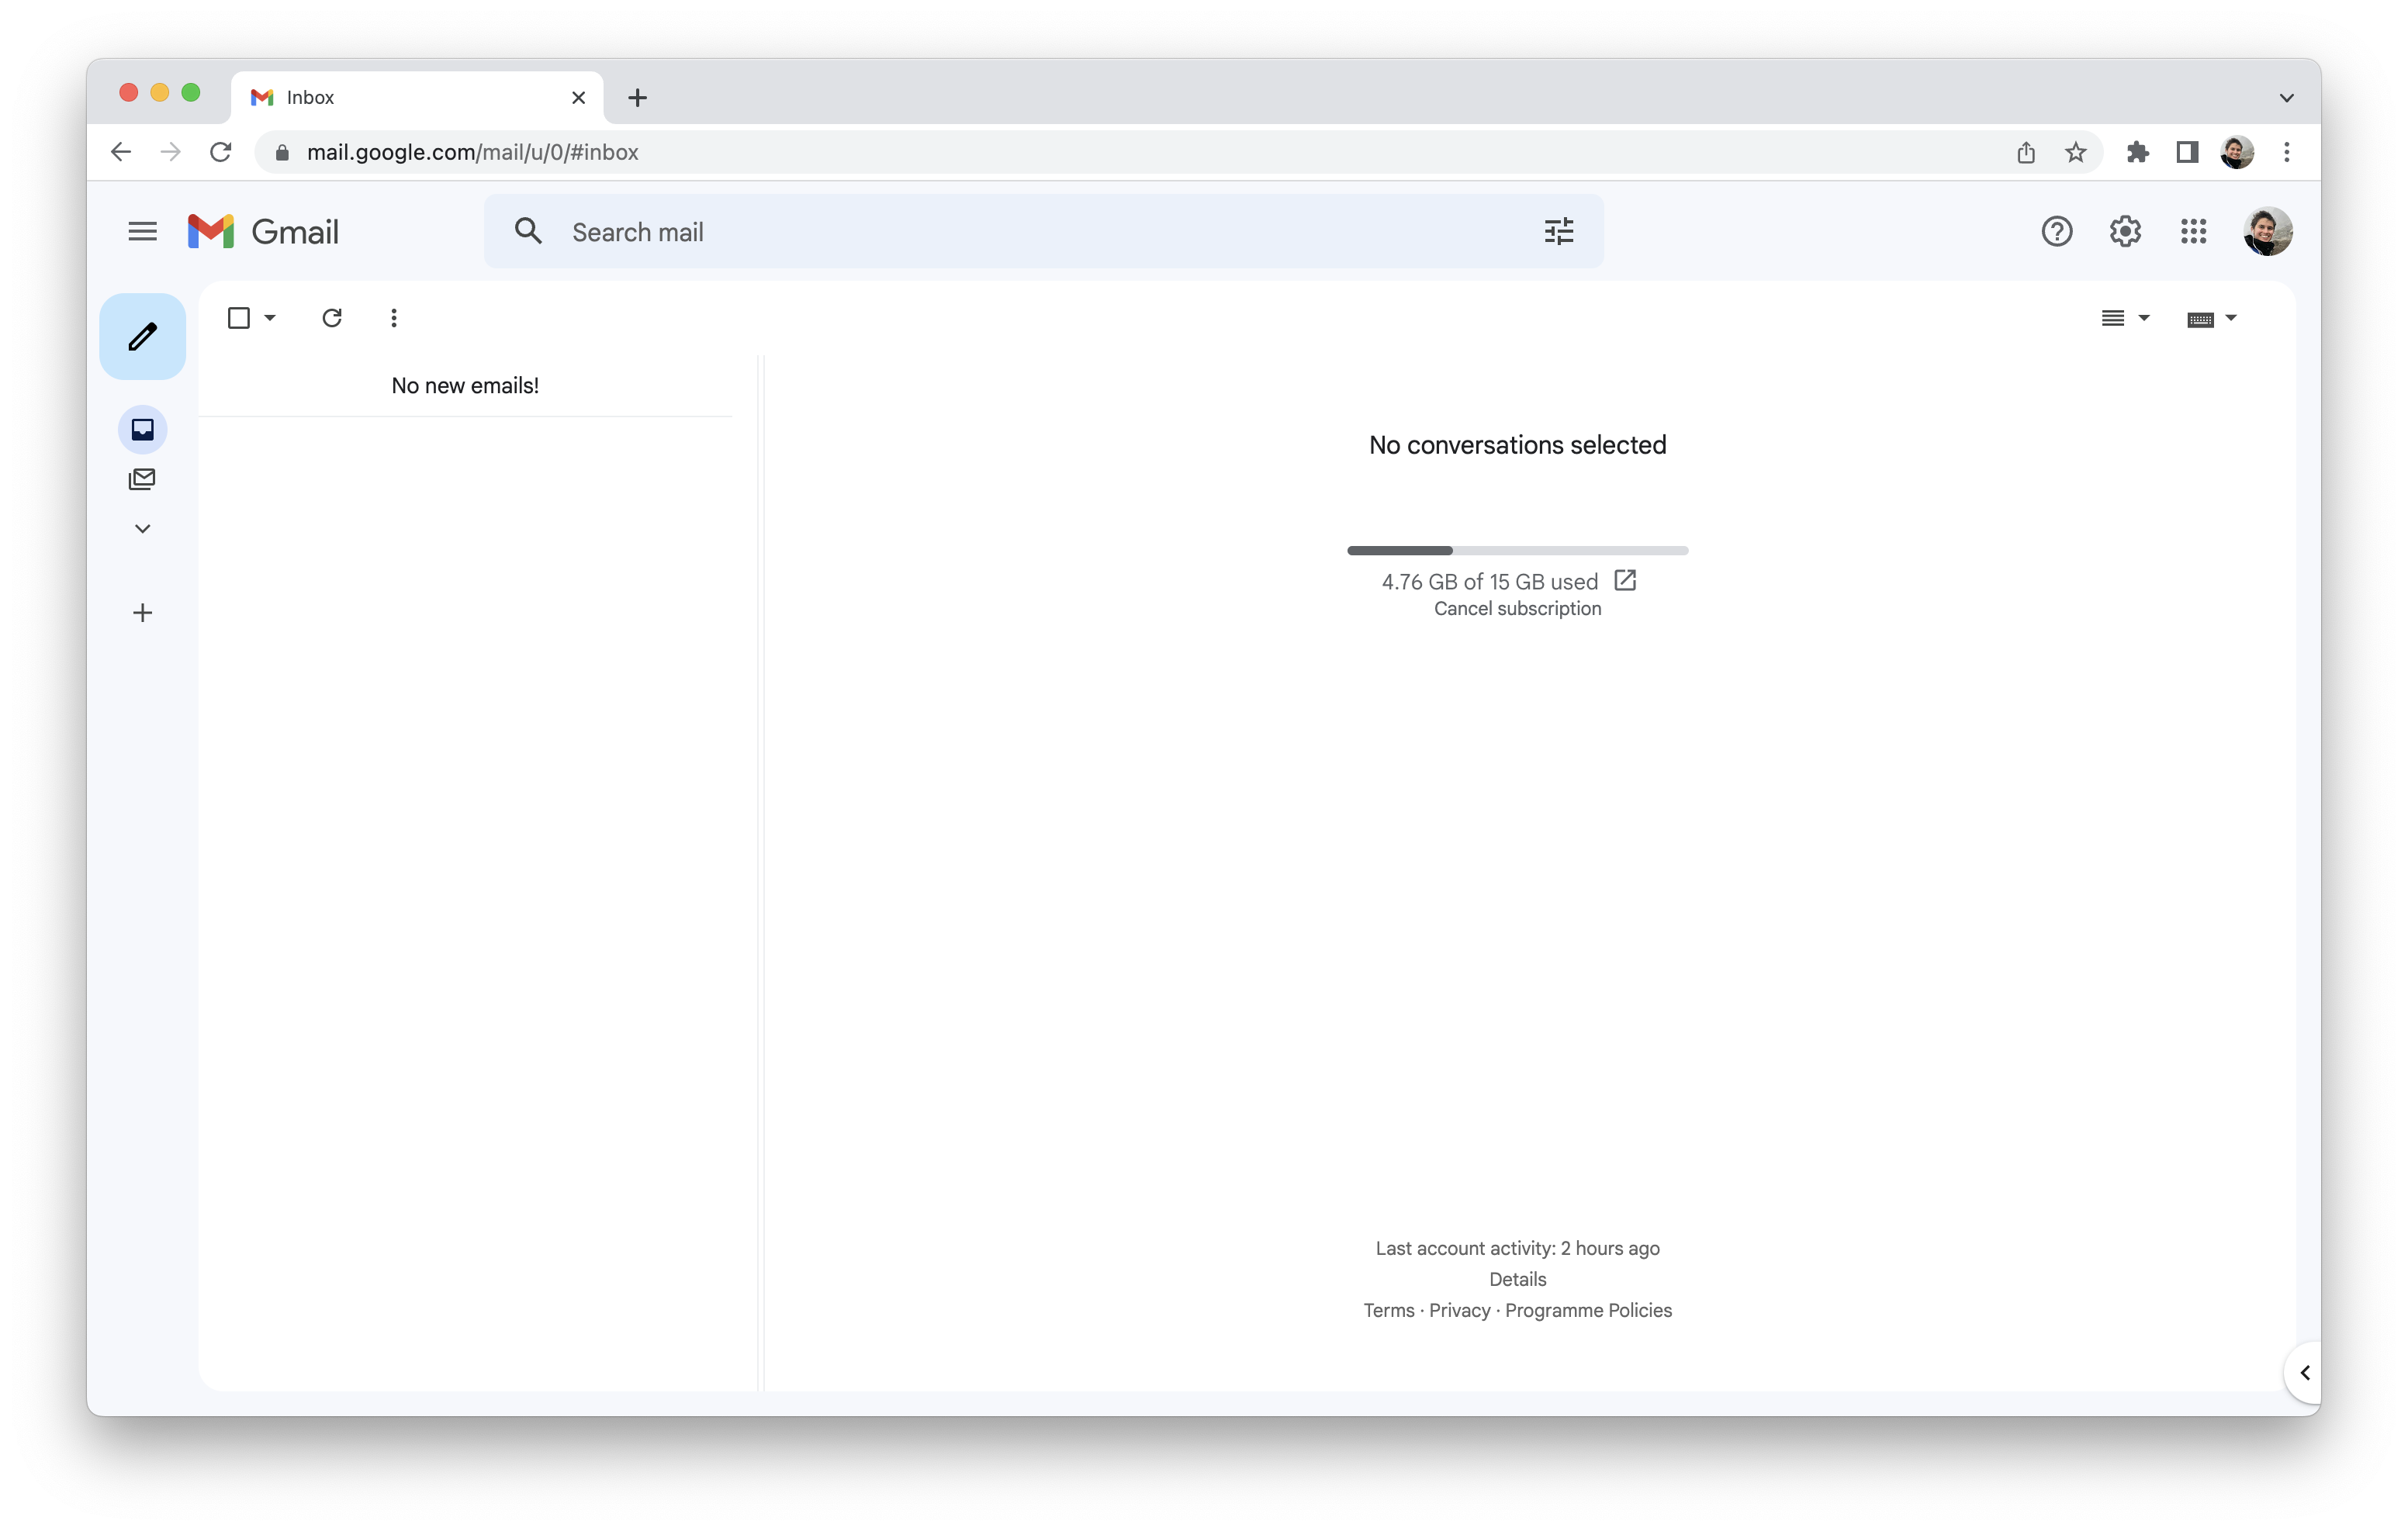 Inbox
mail.google.com/mail/u/0/#inbox
Gmail
Search mail
No new emails!
No conversations selected
4.76 GB of 15 GB used
Cancel subscription
Last account activity: 2 hours ago
Details
Terms · Privacy · Programme Policies